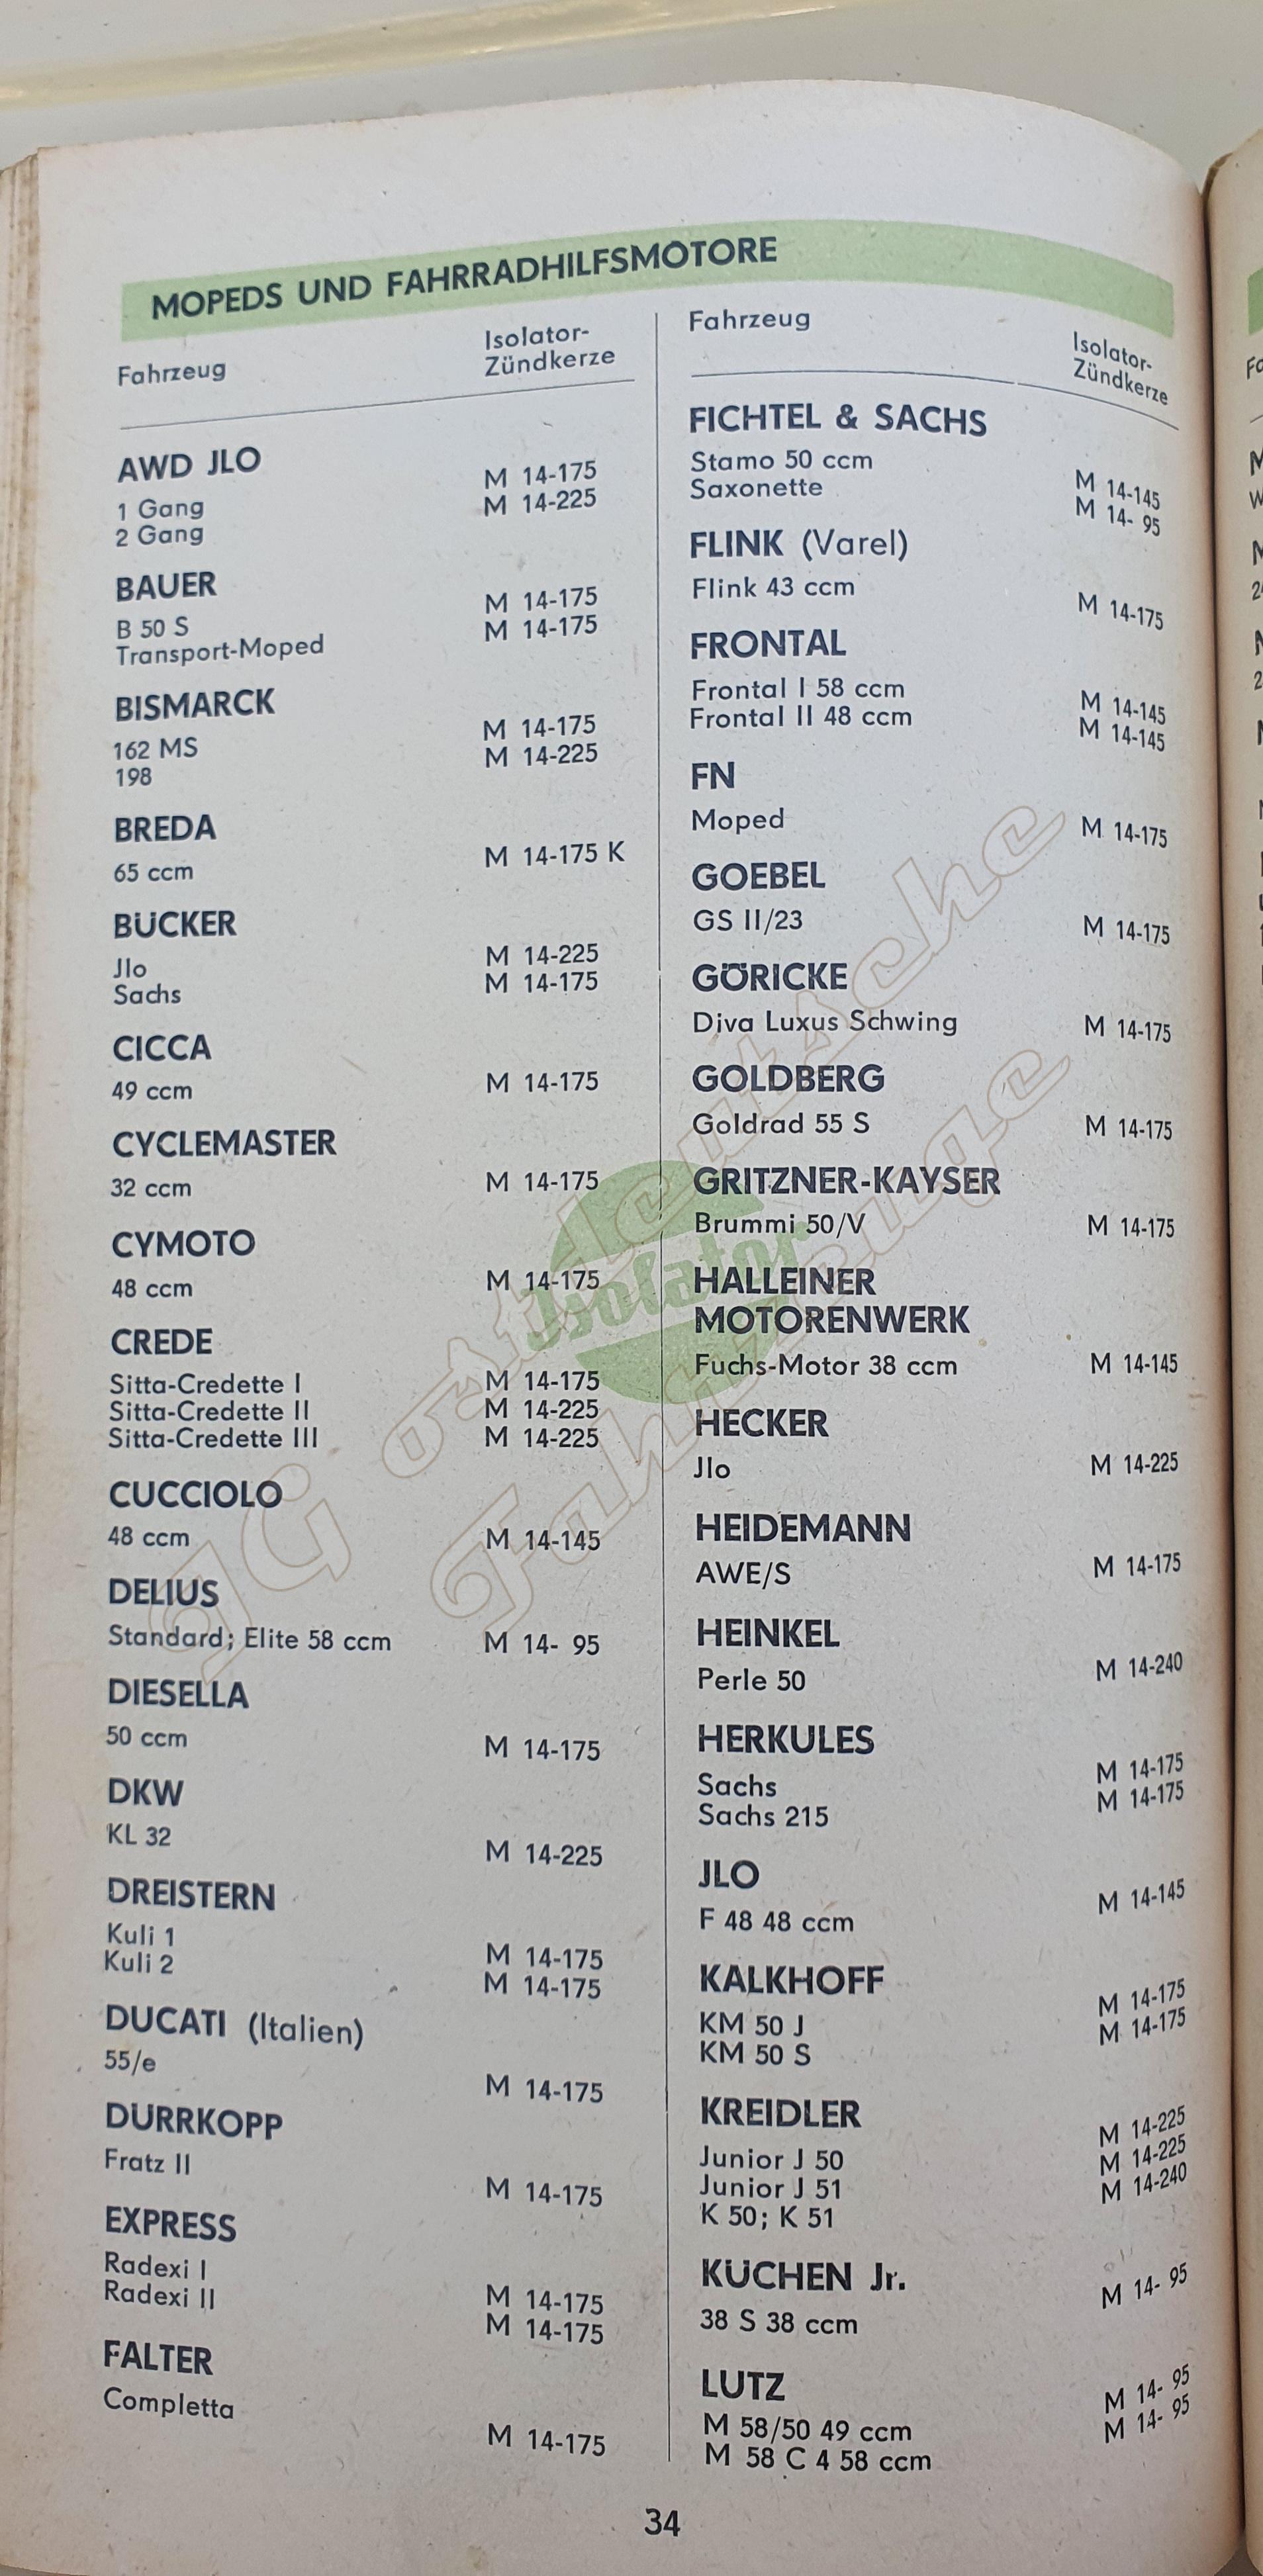 MOPEDS UND FAHRRADHILFSMOTORE
Fahrzeug
Isolator-
Zündkerze
AWD JLO
1 Gang M 14-175
2 Gang M 14-225
BAUER
B 50 S M 14-175
Transport-Moped M 14-175
BISMARCK
162 MS M 14-175
198 M 14-225
BREDA
65 ccm M 14-175 K
BÜCKER
Jlo M 14-225
Sachs M 14-175
CICCA
49 ccm M 14-175
CYCLEMASTER
32 ccm M 14-175
CYMOTO
48 ccm M 14-175
CREDE
Sitta-Credette I M 14-175
Sitta-Credette II M 14-225
Sitta-Credette III M 14-225
CUCCIOLO
48 ccm M 14-145
DELIUS
Standard; Elite 58 ccm M 14- 95
DIESELLA
50 ccm M 14-175
DKW
KL 32 M 14-225
DREISTERN
Kuli 1 M 14-175
Kuli 2 M 14-175
DUCATI (Italien)
55/e M 14-175
DURRKOPP
Fratz II M 14-175
EXPRESS
Radexi I M 14-175
Radexi II M 14-175
FALTER
Completta M 14-175
Fahrzeug
Isolator-
Zündkerze
FICHTEL & SACHS
Stamo 50 ccm M 14-145
Saxonette M 14- 95
FLINK (Varel)
Flink 43 ccm M 14-175
FRONTAL
Frontal I 58 ccm M 14-145
Frontal II 48 ccm M 14-145
FN
Moped M 14-175
GOEBEL
GS II/23 M 14-175
GÖRICKE
Diva Luxus Schwing M 14-175
GOLDBERG
Goldrad 55 S M 14-175
GRITZNER-KAYSER
Brummi 50/V M 14-175
HALLEINER
MOTORENWERK
Fuchs-Motor 38 ccm M 14-145
HECKER
Jlo M 14-225
HEIDEMANN
AWE/S M 14-175
HEINKEL
Perle 50 M 14-240
HERKULES
Sachs M 14-175
Sachs 215 M 14-175
JLO
F 48 48 ccm M 14-145
KALKHOFF
KM 50 J M 14-175
KM 50 S M 14-175
KREIDLER
Junior J 50 M 14-225
Junior J 51 M 14-225
K 50; K 51 M 14-240
KÜCHEN Jr.
38 S 38 ccm M 14- 95
LUTZ
M 58/50 49 ccm M 14- 95
M 58 C 4 58 ccm M 14- 95
Isolator
IG ostdeutsche
Fahrzeuge
34